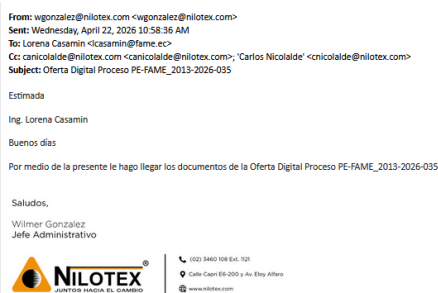 From: wgonzalez@nilotex.com <wgonzalez@nilotex.com>
Sent: Wednesday, April 22, 2026 10:58:36 AM
To: Lorena Casamin <lcasamin@fame.ec>
Cc: canicolalde@nilotex.com <canicolalde@nilotex.com>; 'Carlos Nicolalde' <cnicolalde@nilotex.com>
Subject: Oferta Digital Proceso PE-FAME_2013-2026-035
Estimada
Ing. Lorena Casamin
Buenos días
Por medio de la presente le hago llegar los documentos de la Oferta Digital Proceso PE-FAME_2013-2026-035
Saludos,
Wilmer Gonzalez
Jefe Administrativo
NILOTEX®
JUNTOS HACIA EL CAMBIO
(02) 3460 108 Ext. 1121
Calle Capri E6-200 y Av. Eloy Alfaro
www.nilotex.com